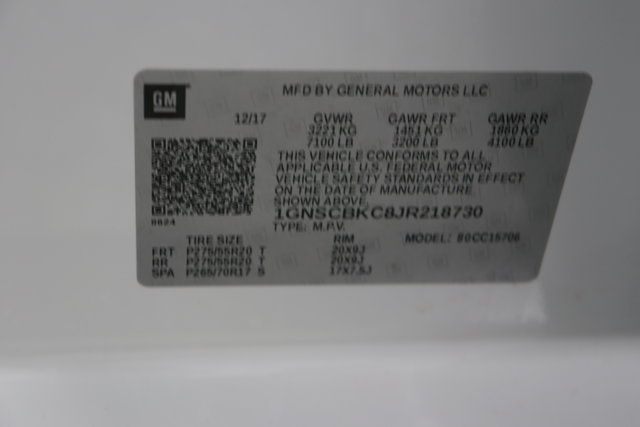 GM
MFD BY GENERAL MOTORS LLC
12/17 GVWR GAWR FRT GAWR RR
3221 KG 1451 KG 1860 KG
7100 LB 3200 LB 4100 LB
THIS VEHICLE CONFORMS TO ALL
APPLICABLE U.S. FEDERAL MOTOR
VEHICLE SAFETY STANDARDS IN EFFECT
ON THE DATE OF MANUFACTURE
SHOWN ABOVE.
1GNSCBKC8JR218730
TYPE: M.P.V.
TIRE SIZE RIM MODEL:
FRT P275/55R20 T 20X9J
RR P275/55R20 T 20X9J
SPA P265/70R17 S 17X7.5J